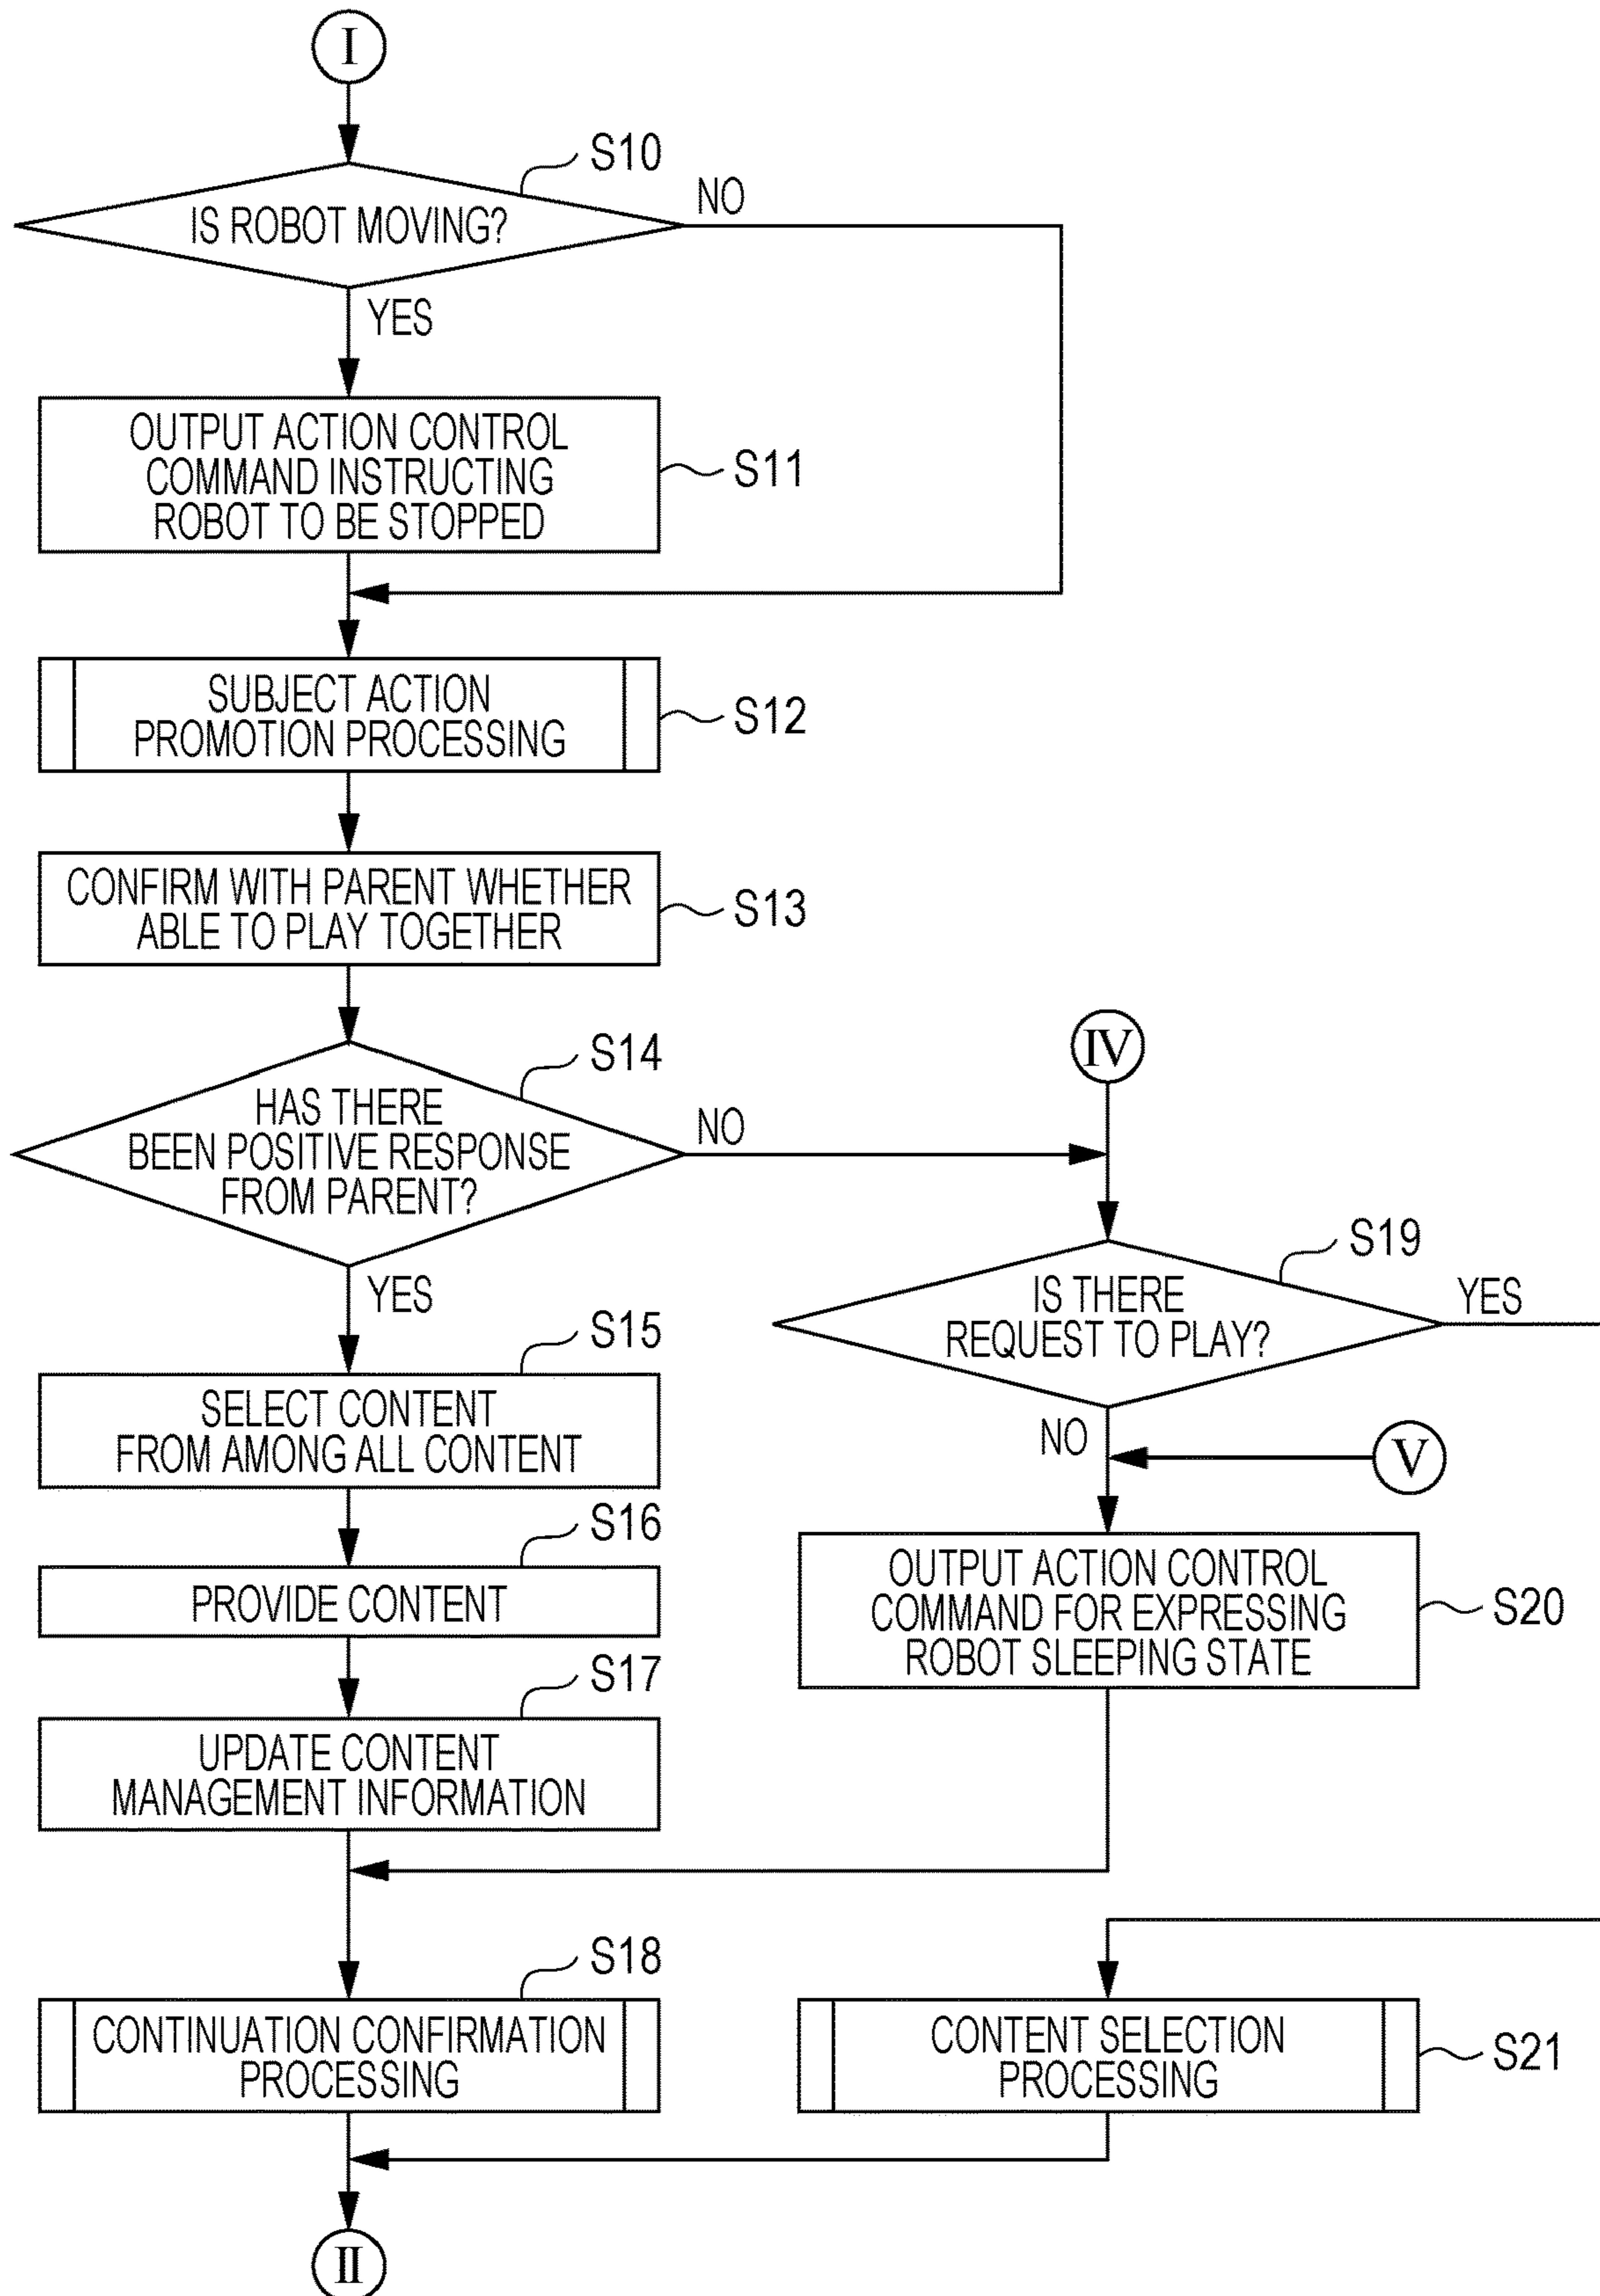 I
S10
IS ROBOT MOVING?
NO
YES
OUTPUT ACTION CONTROL
COMMAND INSTRUCTING
ROBOT TO BE STOPPED
S11
SUBJECT ACTION
PROMOTION PROCESSING
S12
CONFIRM WITH PARENT WHETHER
ABLE TO PLAY TOGETHER
S13
S14
HAS THERE
BEEN POSITIVE RESPONSE
FROM PARENT?
NO
YES
IV
S19
IS THERE
REQUEST TO PLAY?
YES
NO
V
S15
SELECT CONTENT
FROM AMONG ALL CONTENT
S16
PROVIDE CONTENT
OUTPUT ACTION CONTROL
COMMAND FOR EXPRESSING
ROBOT SLEEPING STATE
S20
S17
UPDATE CONTENT
MANAGEMENT INFORMATION
S18
CONTINUATION CONFIRMATION
PROCESSING
CONTENT SELECTION
PROCESSING
S21
II